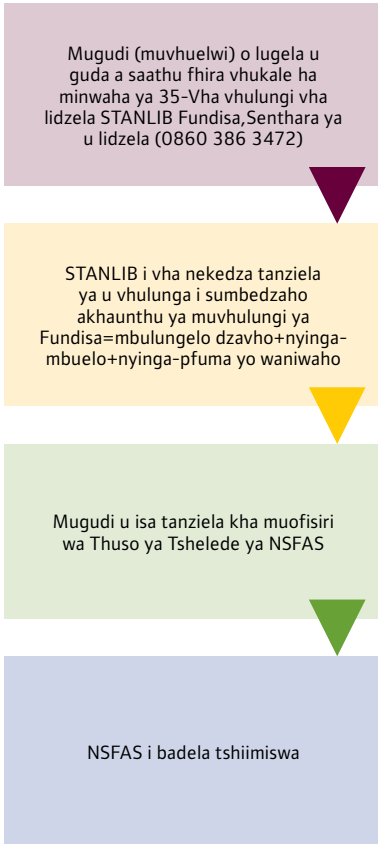 Mugudi (muvhuelwi) o lugela u
guda a saathu fhira vhukale ha
minwaha ya 35-Vha vhulungi vha
lidzela STANLIB Fundisa,Senthara ya
u lidzela (0860 386 3472)
STANLIB i vha nekedza tanziela
ya u vhulunga i sumbedzaho
akhaunthu ya muvhulungi ya
Fundisa=mbulungelo dzavho+nyinga-
mbuelo+nyinga-pfuma yo waniwaho
Mugudi u isa tanziela kha muofisiri
wa Thuso ya Tshelede ya NSFAS
NSFAS i badela tshiimiswa